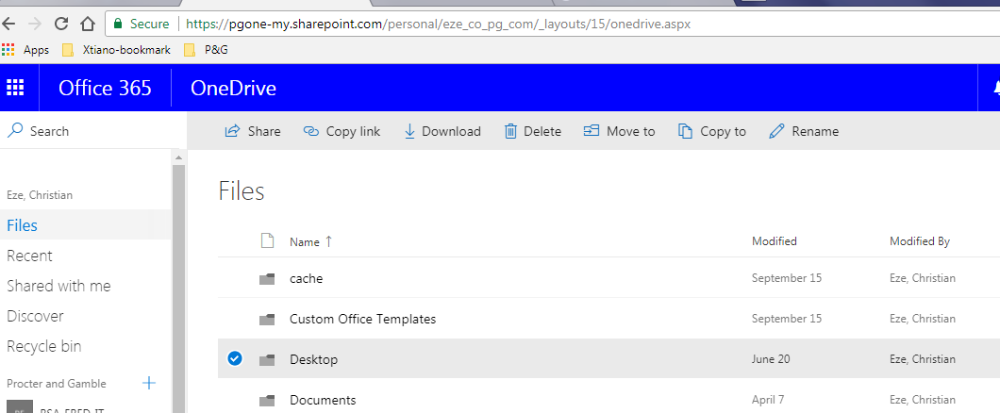 Secure https://pgone-my.sharepoint.com/personal/eze_co_pg_com/_layouts/15/onedrive.aspx
Apps Xtiano-bookmark P&G
Office 365 OneDrive
Search Share Copy link Download Delete Move to Copy to Rename
Files
Eze, Christian
Files
Recent
Shared with me
Discover
Recycle bin
Procter and Gamble
Name Modified Modified By
cache September 15 Eze, Christian
Custom Office Templates September 15 Eze, Christian
Desktop June 20 Eze, Christian
Documents April 7 Eze, Christian